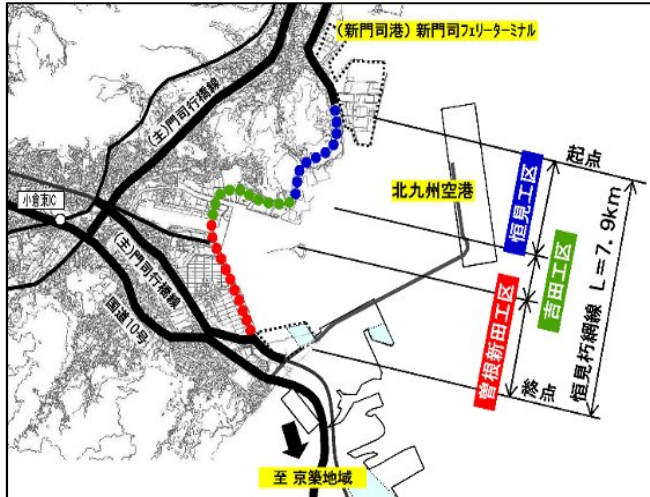 (新門司港) 新門司フェリーターミナル
(主)門司行橋線
起点
北九州空港
恒見工区
小倉東IC
吉田工区
恒見朽網線 L=7.9km
(主)門司行橋線
国道10号
曽根新田工区
終点
至 京築地域